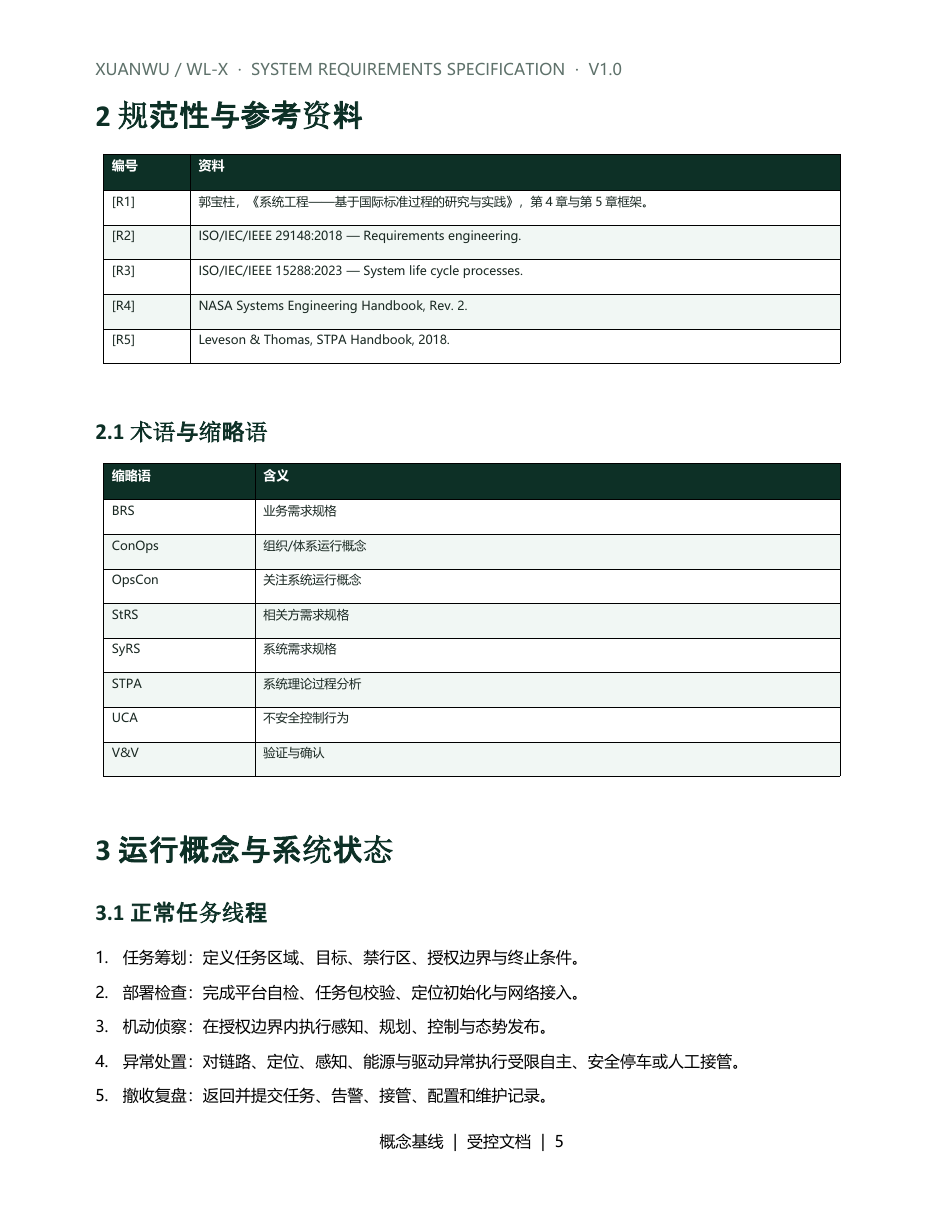 XUANWU / WL-X · SYSTEM REQUIREMENTS SPECIFICATION · V1.0
2 规范性与参考资料
编号 资料
[R1] 郭宝柱，《系统工程——基于国际标准过程的研究与实践》，第 4 章与第 5 章框架。
[R2] ISO/IEC/IEEE 29148:2018 — Requirements engineering.
[R3] ISO/IEC/IEEE 15288:2023 — System life cycle processes.
[R4] NASA Systems Engineering Handbook, Rev. 2.
[R5] Leveson & Thomas, STPA Handbook, 2018.
2.1 术语与缩略语
缩略语 含义
BRS 业务需求规格
ConOps 组织/体系运行概念
OpsCon 关注系统运行概念
StRS 相关方需求规格
SyRS 系统需求规格
STPA 系统理论过程分析
UCA 不安全控制行为
V&V 验证与确认
3 运行概念与系统状态
3.1 正常任务线程
1. 任务筹划：定义任务区域、目标、禁行区、授权边界与终止条件。
2. 部署检查：完成平台自检、任务包校验、定位初始化与网络接入。
3. 机动侦察：在授权边界内执行感知、规划、控制与态势发布。
4. 异常处置：对链路、定位、感知、能源与驱动异常执行受限自主、安全停车或人工接管。
5. 撤收复盘：返回并提交任务、告警、接管、配置和维护记录。
概念基线 | 受控文档 | 5